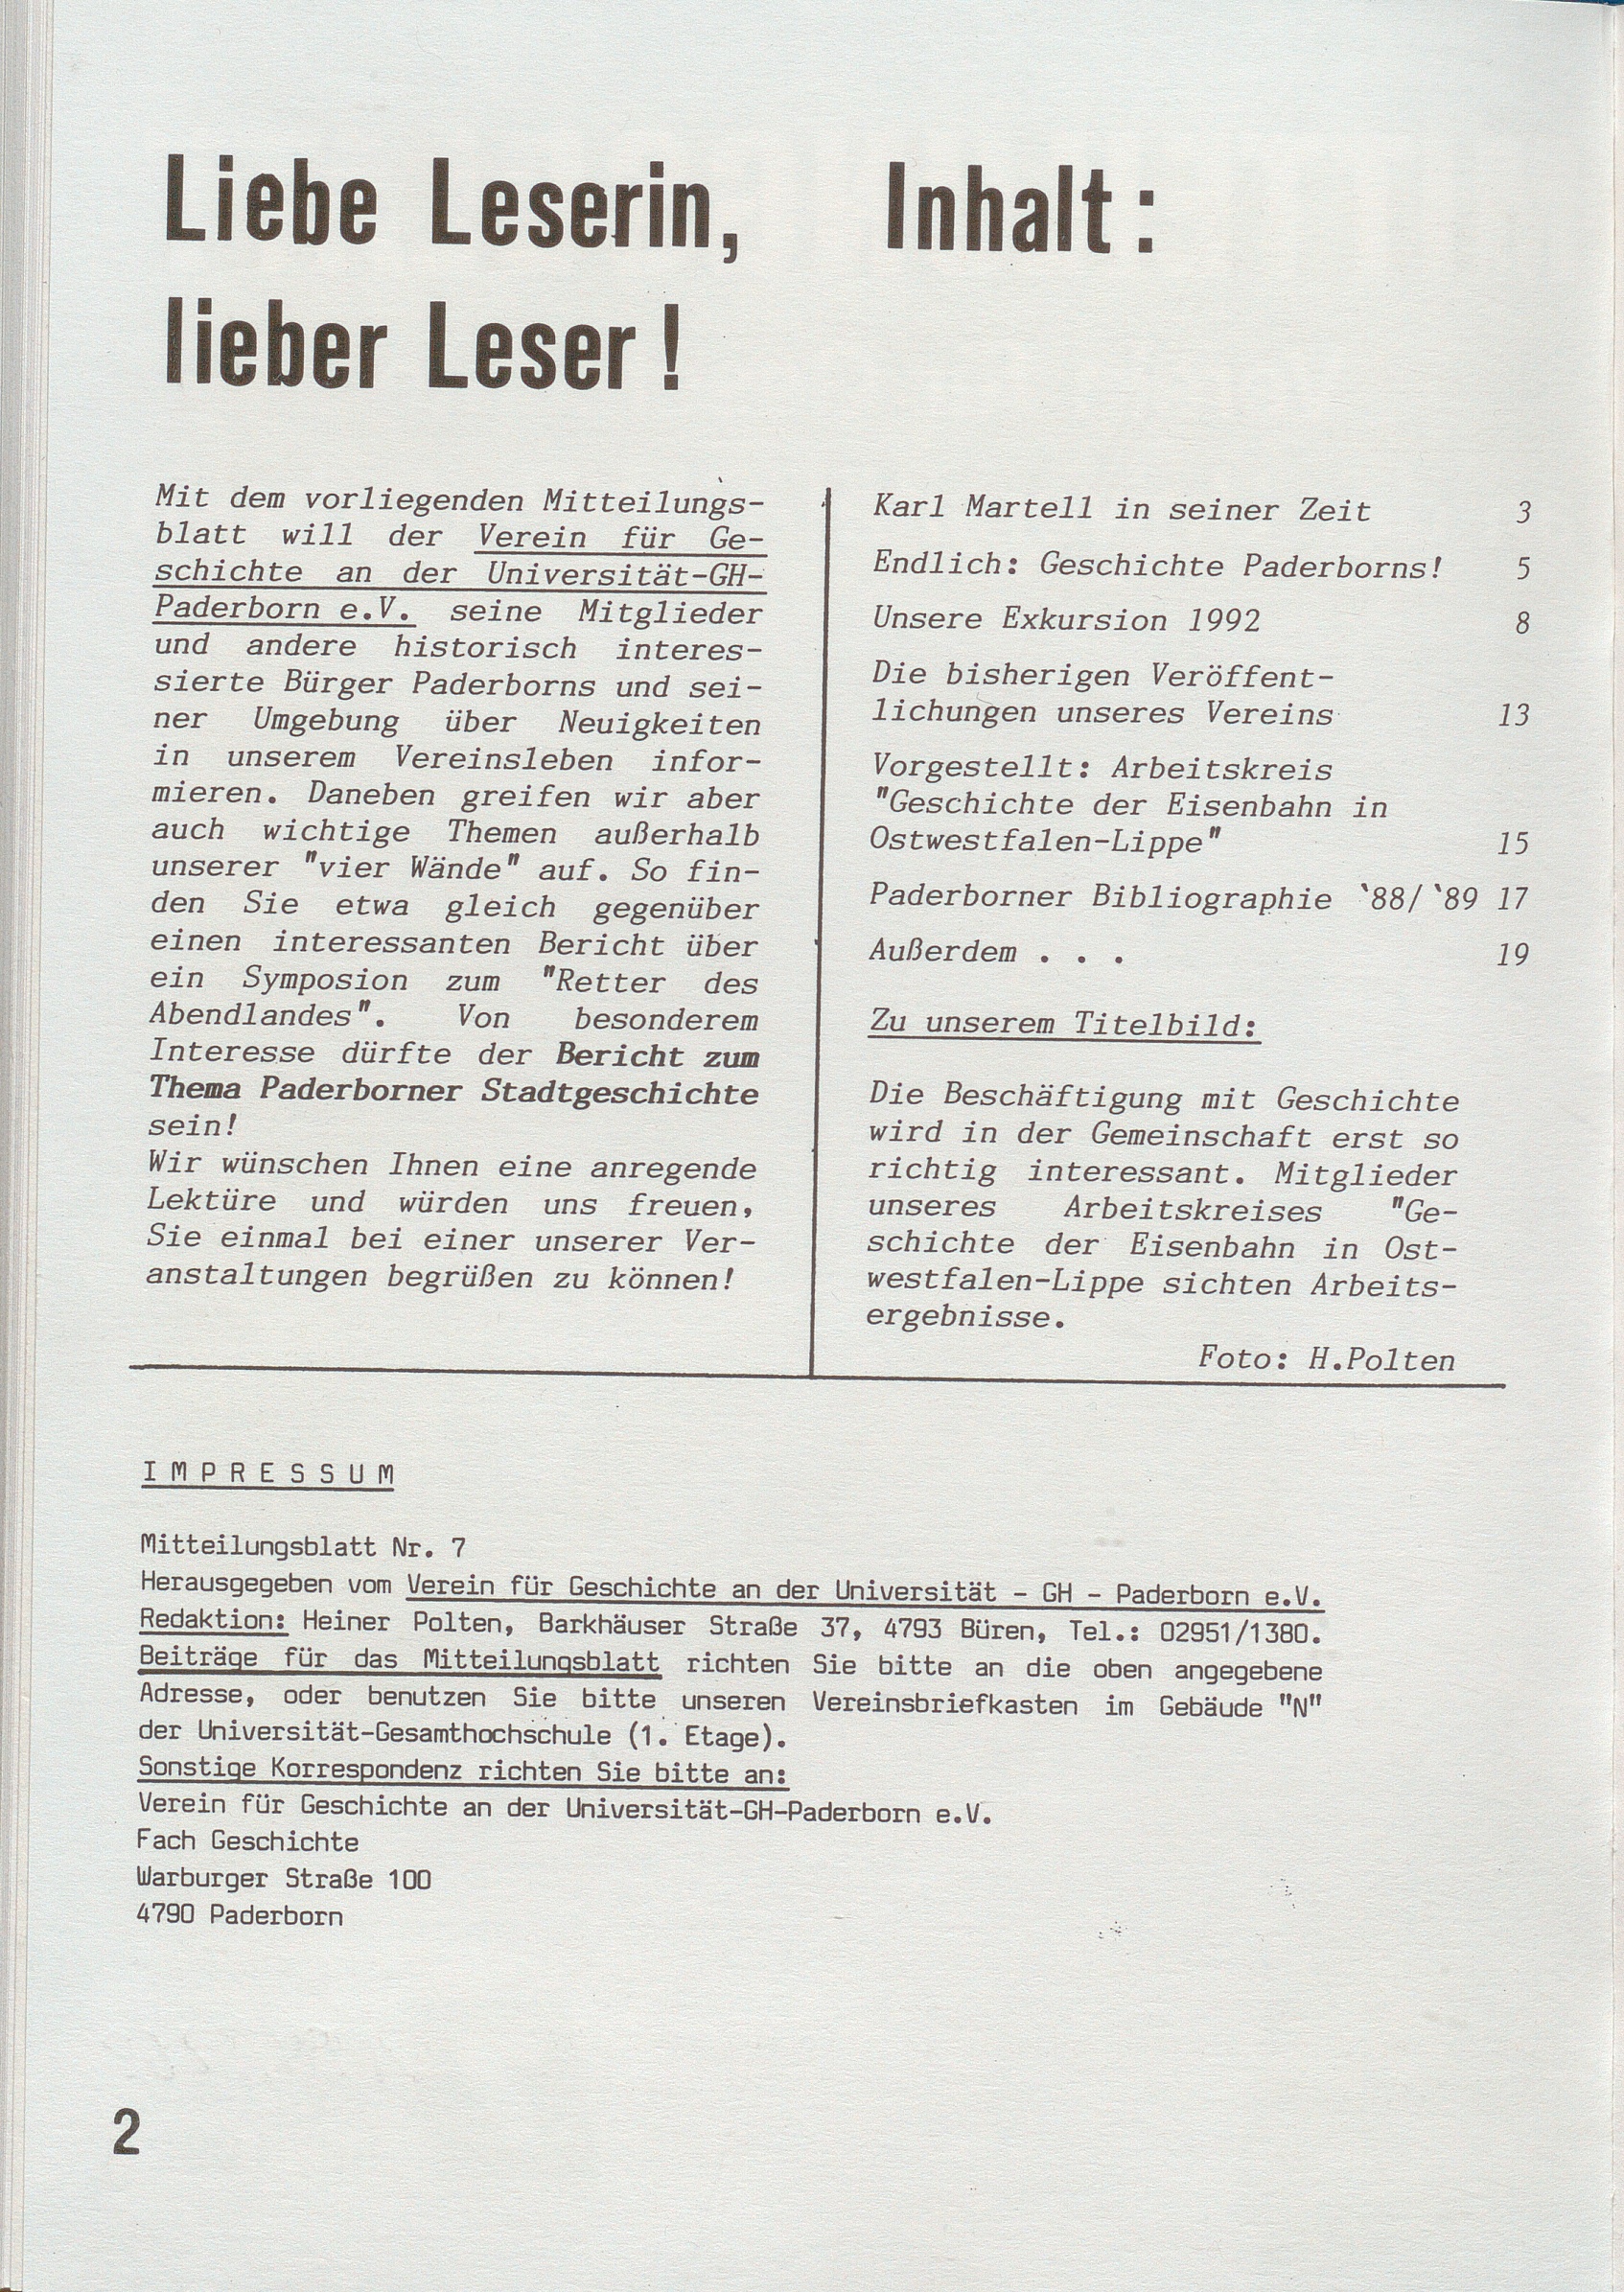 Liebe Leserin,
lieber Leser!
Mit dem vorliegenden Mitteilungs-
blatt will der Verein für Ge-
schichte an der Universität-GH-
Paderborn e.V. seine Mitglieder
und andere historisch interes-
sierte Bürger Paderborns und sei-
ner Umgebung über Neuigkeiten
in unserem Vereinsleben infor-
mieren. Daneben greifen wir aber
auch wichtige Themen außerhalb
unserer "vier Wände" auf. So fin-
den Sie etwa gleich gegenüber
einen interessanten Bericht über
ein Symposion zum "Retter des
Abendlandes". Von besonderem
Interesse dürfte der Bericht zum
Thema Paderborner Stadtgeschichte
sein!
Wir wünschen Ihnen eine anregende
Lektüre und würden uns freuen,
Sie einmal bei einer unserer Ver-
anstaltungen begrüßen zu können!
Inhalt:
Karl Martell in seiner Zeit 3
Endlich: Geschichte Paderborns! 5
Unsere Exkursion 1992 8
Die bisherigen Veröffent-
lichungen unseres Vereins 13
Vorgestellt: Arbeitskreis
"Geschichte der Eisenbahn in
Ostwestfalen-Lippe" 15
Paderborner Bibliographie `88/`89 17
Außerdem . . . 19
Zu unserem Titelbild:
Die Beschäftigung mit Geschichte
wird in der Gemeinschaft erst so
richtig interessant. Mitglieder
unseres Arbeitskreises "Ge-
schichte der Eisenbahn in Ost-
westfalen-Lippe sichten Arbeits-
ergebnisse.
Foto: H.Polten
IMPRESSUM
Mitteilungsblatt Nr. 7
Herausgegeben vom Verein für Geschichte an der Universität - GH - Paderborn e.V.
Redaktion: Heiner Polten, Barkhäuser Straße 37, 4793 Büren, Tel.: 02951/1380.
Beiträge für das Mitteilungsblatt richten Sie bitte an die oben angegebene
Adresse, oder benutzen Sie bitte unseren Vereinsbriefkasten im Gebäude "N"
der Universität-Gesamthochschule (1. Etage).
Sonstige Korrespondenz richten Sie bitte an:
Verein für Geschichte an der Universität-GH-Paderborn e.V.
Fach Geschichte
Warburger Straße 100
4790 Paderborn
2